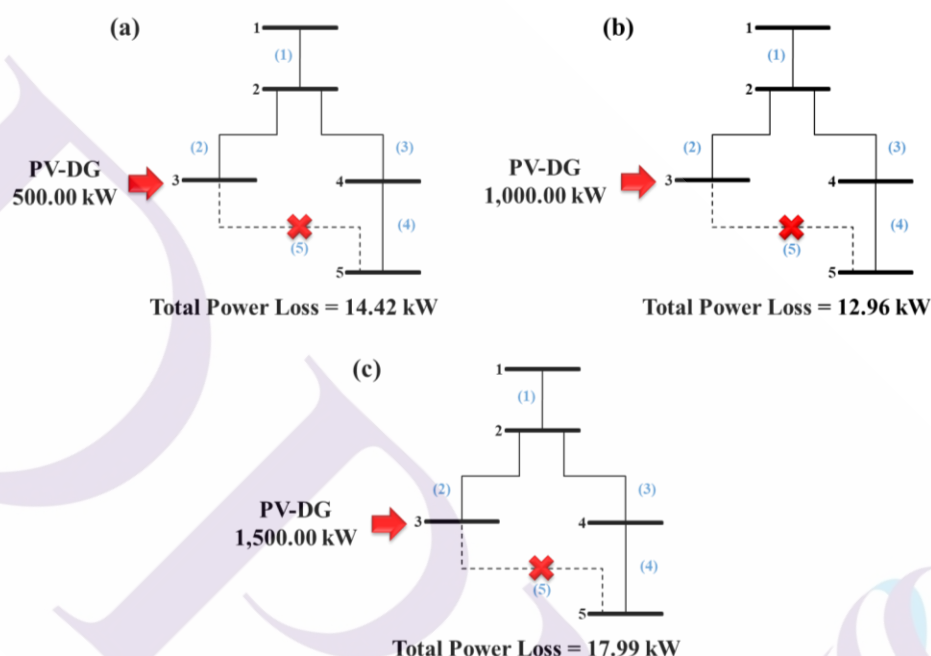 (a)
1
(1)
2
(2)
(3)
PV-DG
500.00 kW
3
4
(4)
(5)
5
Total Power Loss = 14.42 kW
(b)
1
(1)
2
(2)
(3)
PV-DG
1,000.00 kW
3
4
(4)
(5)
5
Total Power Loss = 12.96 kW
(c)
1
(1)
2
(2)
(3)
PV-DG
1,500.00 kW
3
4
(4)
(5)
5
Total Power Loss = 17.99 kW